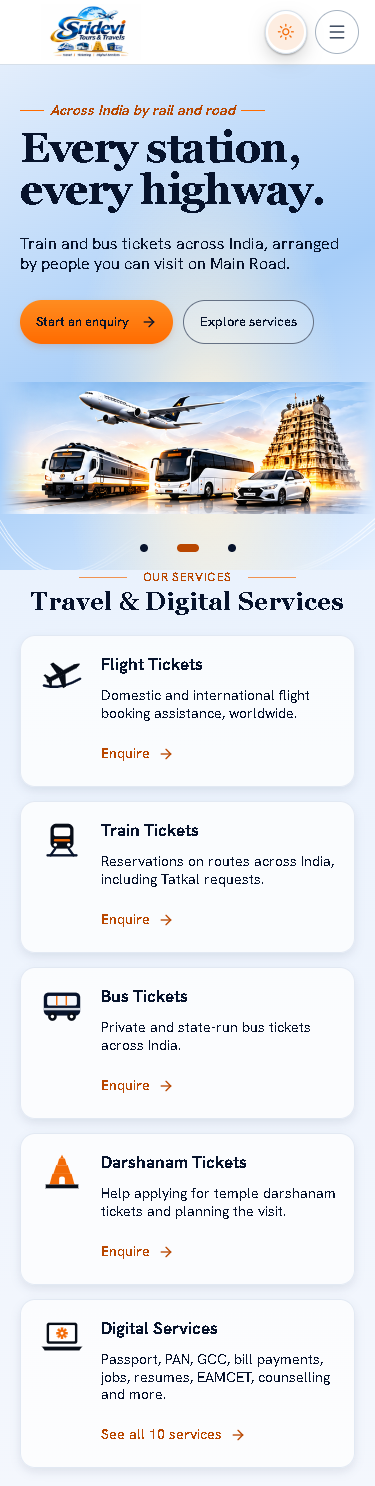 Sridevi
Tours & Travels
Across India by rail and road
Every station,
every highway.
Train and bus tickets across India, arranged
by people you can visit on Main Road.
Start an enquiry →
Explore services
OUR SERVICES
Travel & Digital Services
Flight Tickets
Domestic and international flight
booking assistance, worldwide.
Enquire →
Train Tickets
Reservations on routes across India,
including Tatkal requests.
Enquire →
Bus Tickets
Private and state-run bus tickets
across India.
Enquire →
Darshanam Tickets
Help applying for temple darshanam
tickets and planning the visit.
Enquire →
Digital Services
Passport, PAN, GCC, bill payments,
jobs, resumes, EAMCET, counselling
and more.
See all 10 services →